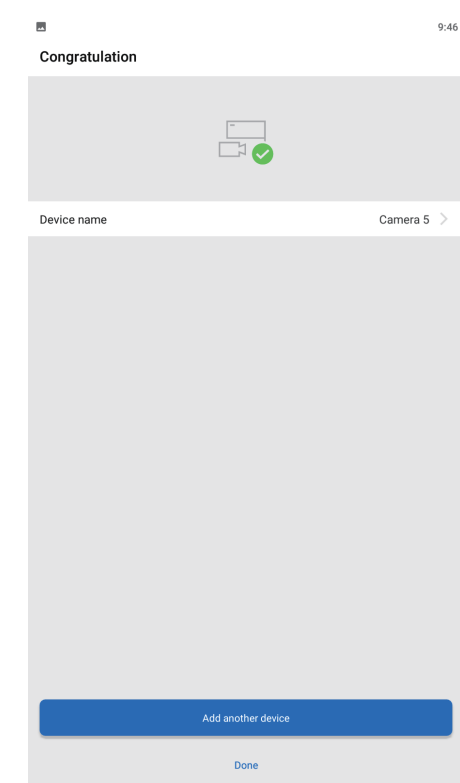 9:46
Congratulation
Device name Camera 5
Add another device
Done